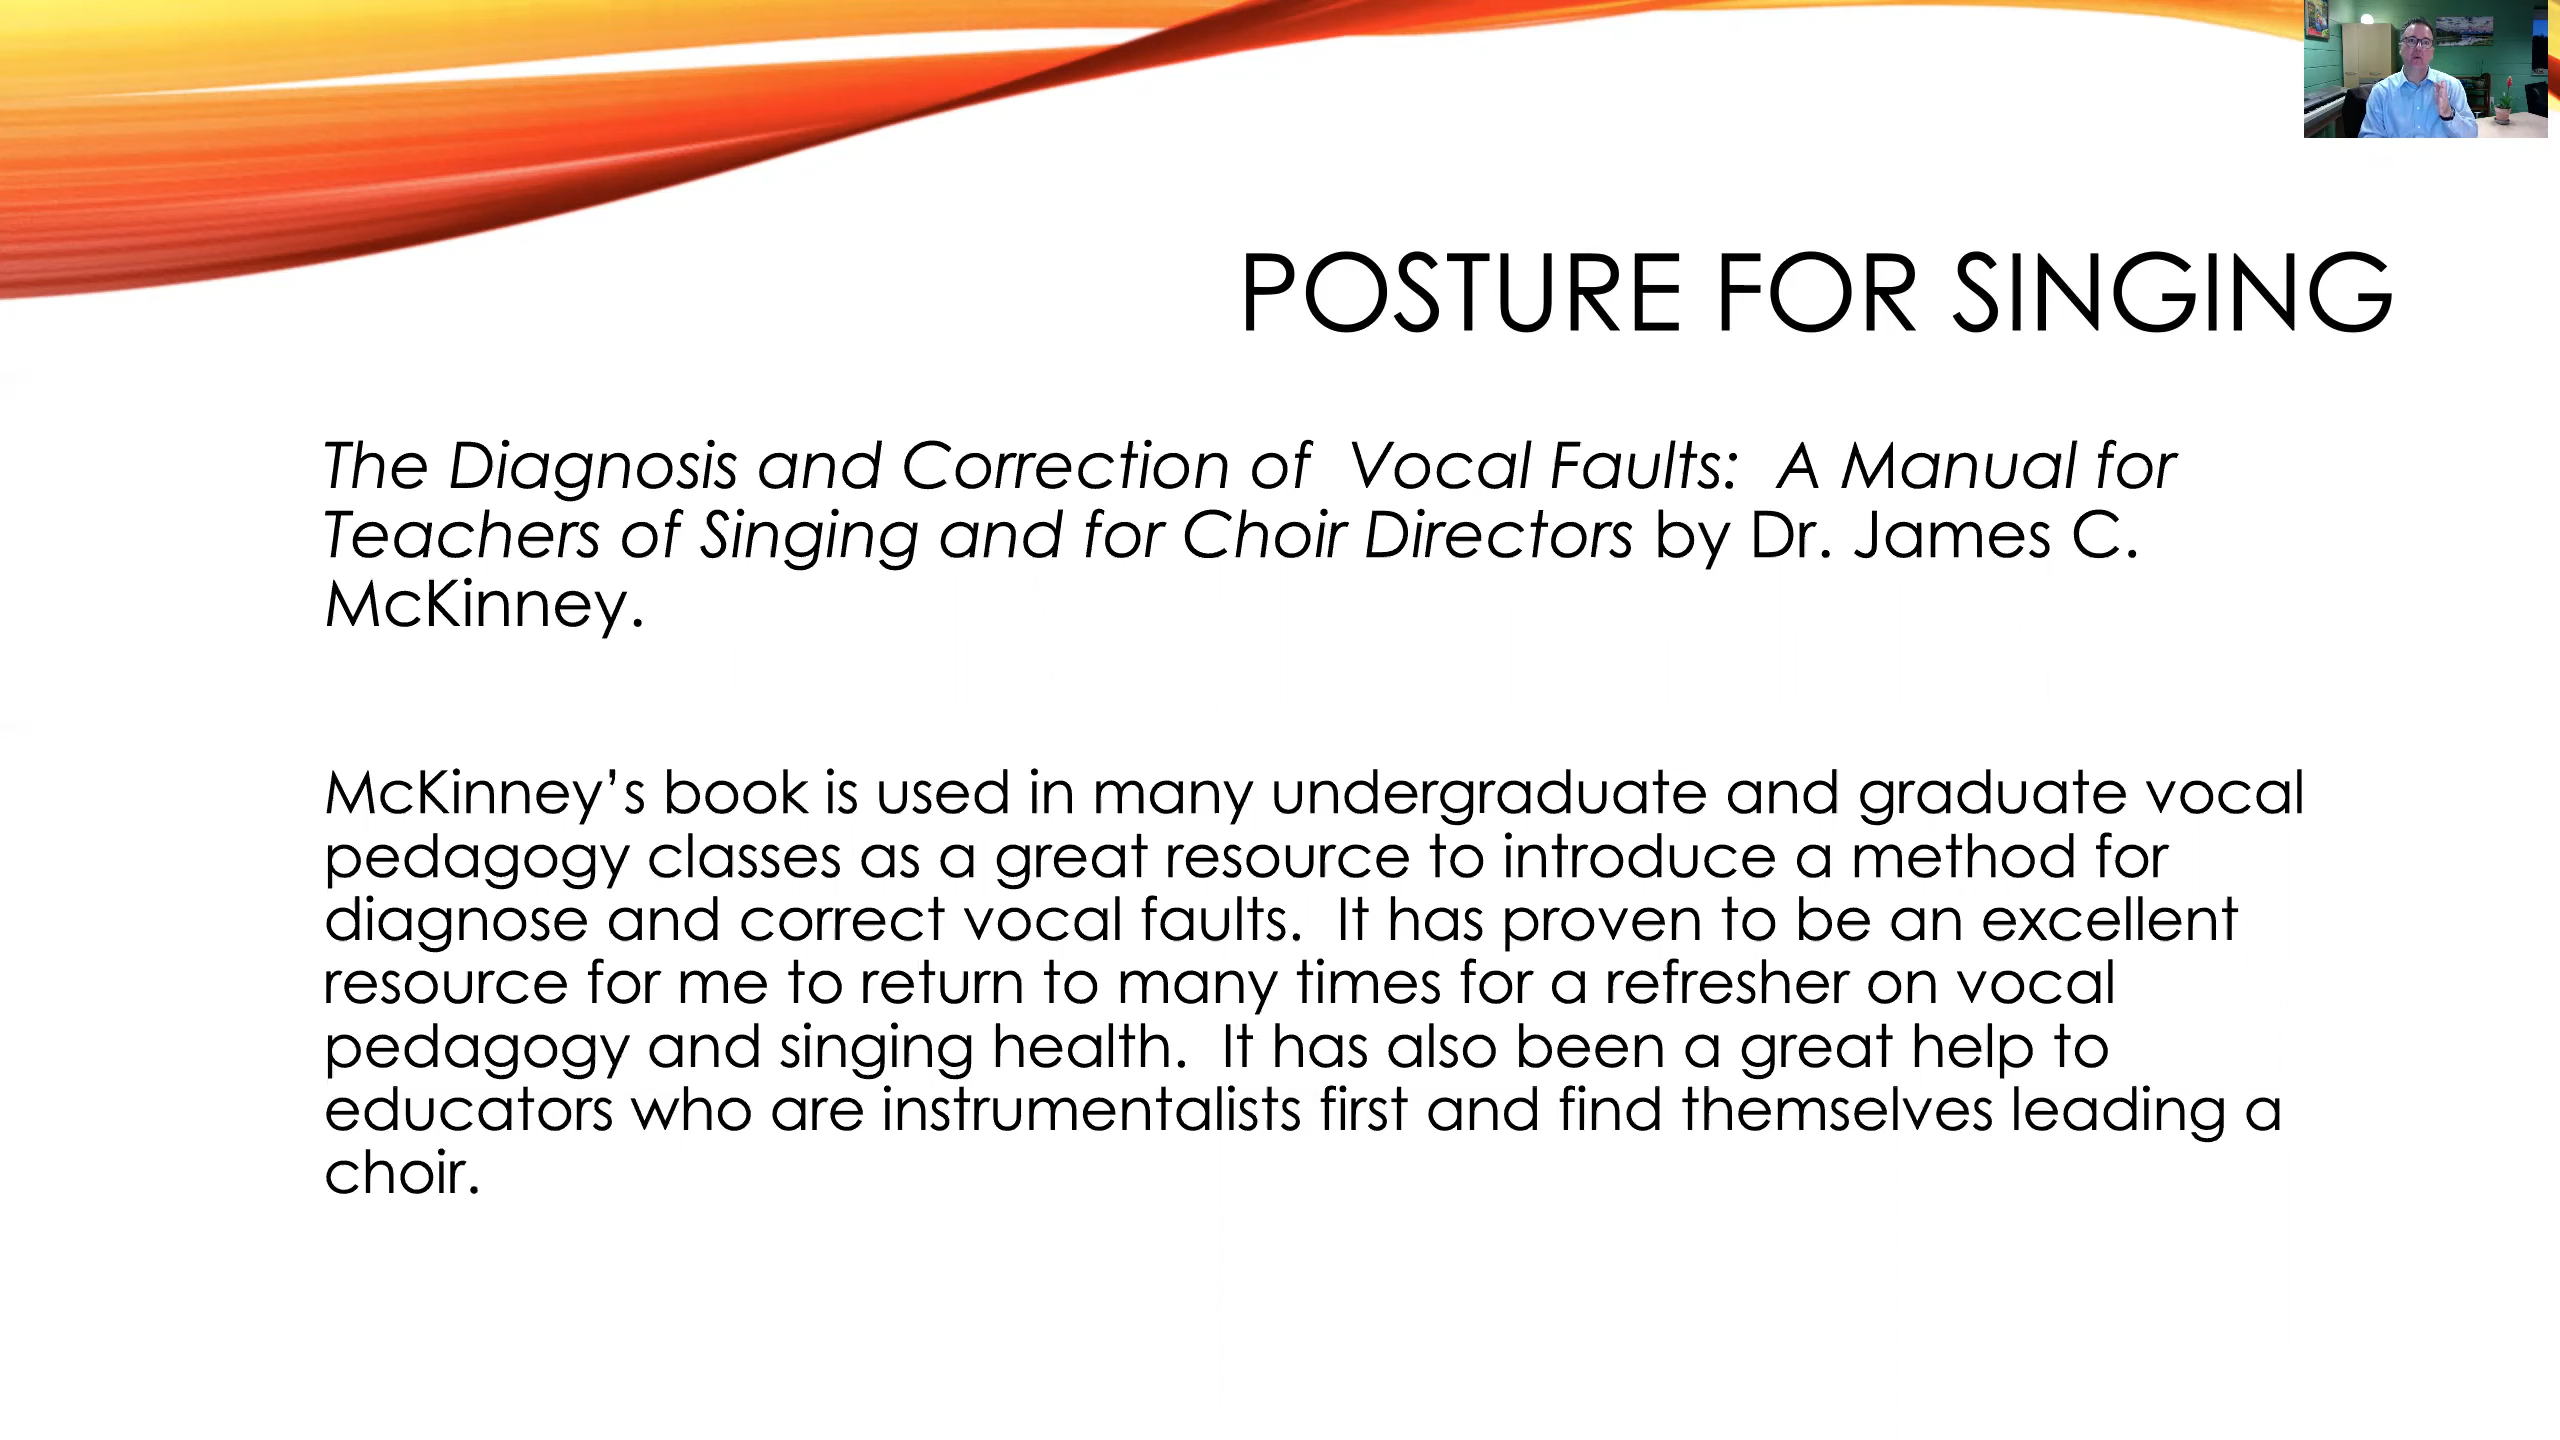 POSTURE FOR SINGING
The Diagnosis and Correction of  Vocal Faults:  A Manual for
Teachers of Singing and for Choir Directors by Dr. James C.
McKinney.
McKinney’s book is used in many undergraduate and graduate vocal
pedagogy classes as a great resource to introduce a method for
diagnose and correct vocal faults.  It has proven to be an excellent
resource for me to return to many times for a refresher on vocal
pedagogy and singing health.  It has also been a great help to
educators who are instrumentalists first and find themselves leading a
choir.